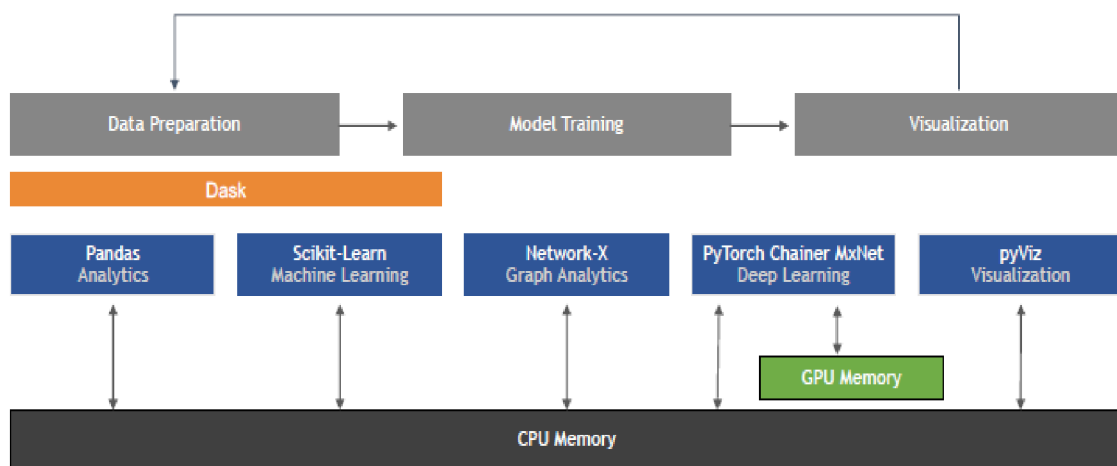 Data Preparation
Model Training
Visualization
Dask
Pandas
Analytics
Scikit-Learn
Machine Learning
Network-X
Graph Analytics
PyTorch Chainer MxNet
Deep Learning
pyViz
Visualization
GPU Memory
CPU Memory